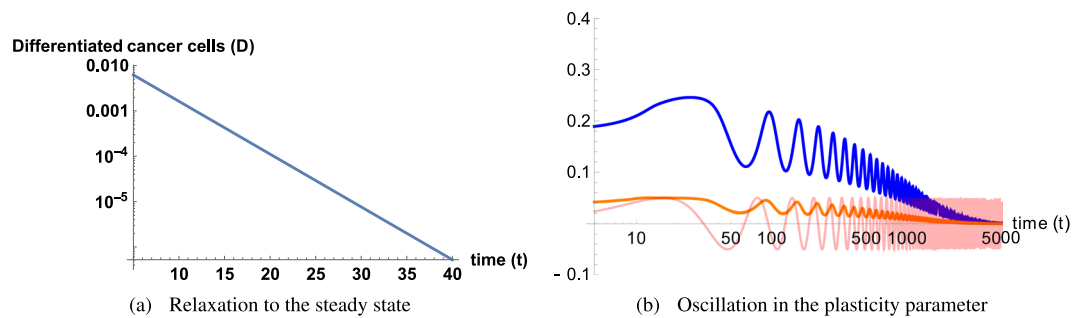 Differentiated cancer cells (D)
0.010
0.001
10^-4
10^-5
10 15 20 25 30 35 40 time (t)
(a) Relaxation to the steady state
0.4
0.3
0.2
0.1
-0.1
10 50 100 500 1000 5000 time (t)
(b) Oscillation in the plasticity parameter